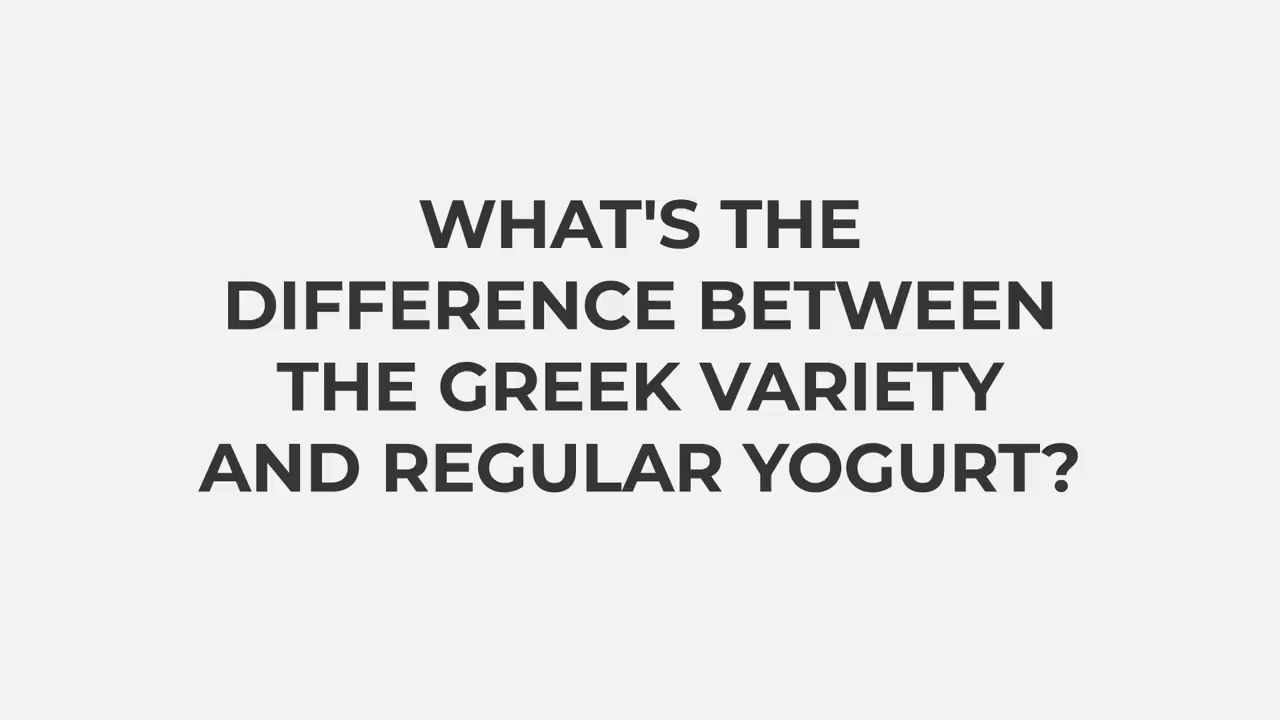 WHAT'S THE
DIFFERENCE BETWEEN
THE GREEK VARIETY
AND REGULAR YOGURT?